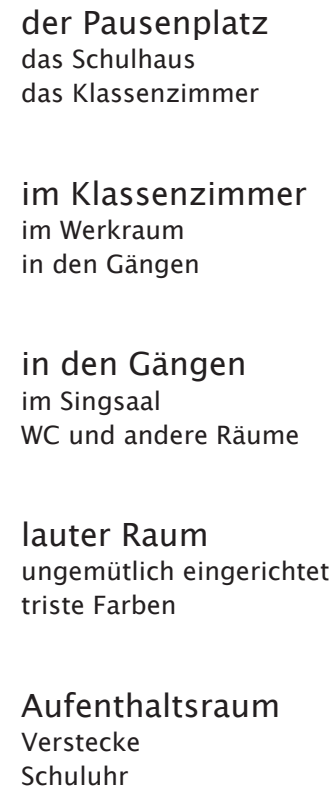 der Pausenplatz
das Schulhaus
das Klassenzimmer
im Klassenzimmer
im Werkraum
in den Gängen
in den Gängen
im Singsaal
WC und andere Räume
lauter Raum
ungemütlich eingerichtet
triste Farben
Aufenthaltsraum
Verstecke
Schuluhr